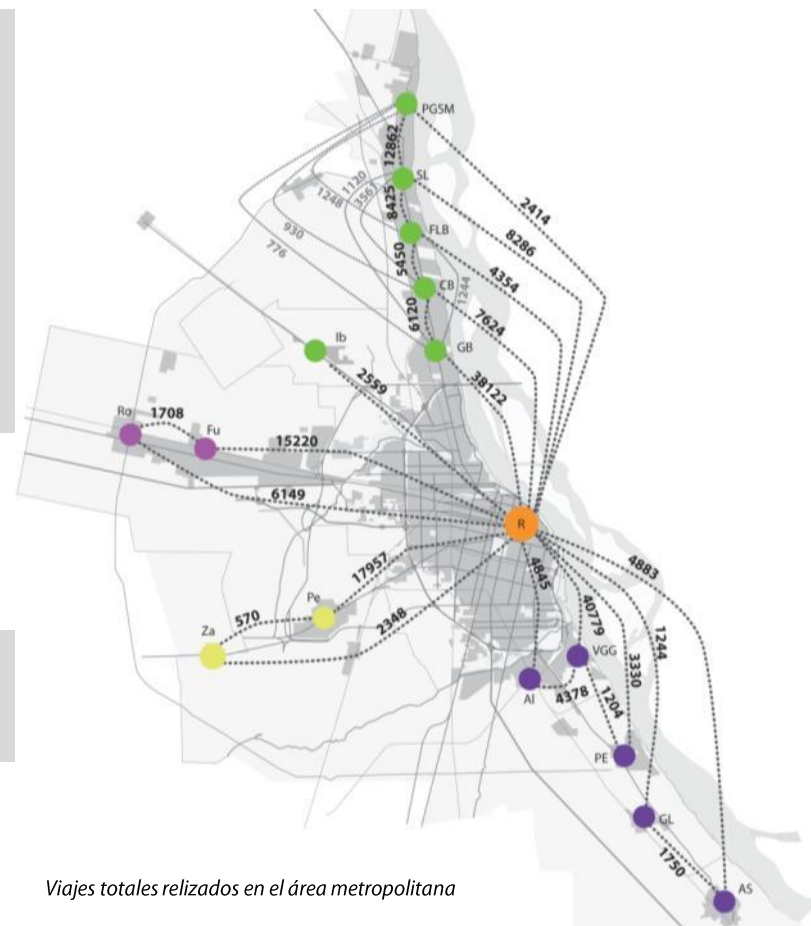 PGSM
12862
SL
1120
3561
1248
8425
2414
930
FLB
8286
776
5450
4354
CB
1244
6120
7624
Ib
GB
2559
38122
Ro
1708
Fu
15220
6149
R
4845
4883
17957
40779
Pe
570
2348
1244
Za
VGG
3330
AI
4378
1204
PE
GL
1750
AS
Viajes totales relizados en el área metropolitana